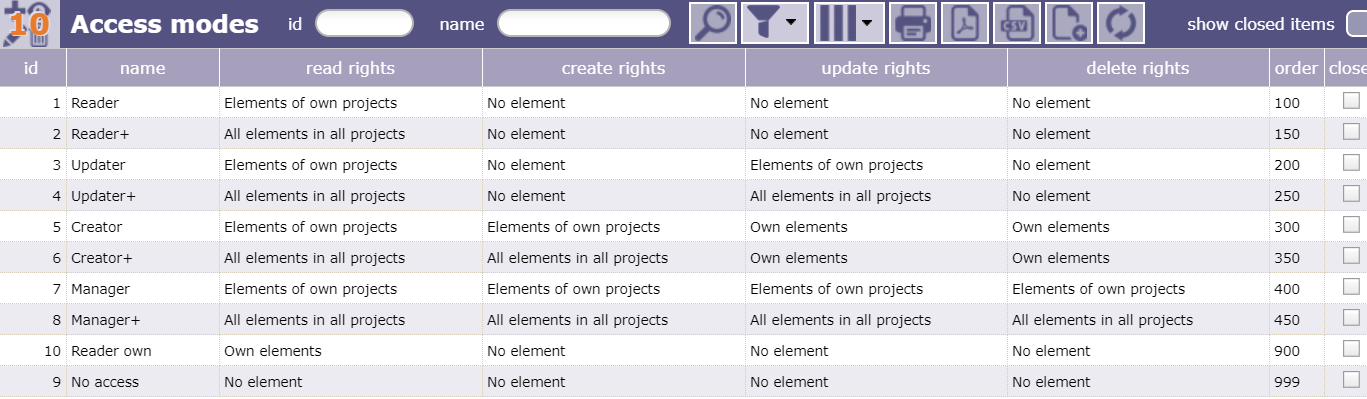 10 Access modes id name CSV show closed items
id name read rights create rights update rights delete rights order close
1 Reader Elements of own projects No element No element No element 100
2 Reader+ All elements in all projects No element No element No element 150
3 Updater Elements of own projects No element Elements of own projects No element 200
4 Updater+ All elements in all projects No element All elements in all projects No element 250
5 Creator Elements of own projects Elements of own projects Own elements Own elements 300
6 Creator+ All elements in all projects All elements in all projects Own elements Own elements 350
7 Manager Elements of own projects Elements of own projects Elements of own projects Elements of own projects 400
8 Manager+ All elements in all projects All elements in all projects All elements in all projects All elements in all projects 450
10 Reader own Own elements No element No element No element 900
9 No access No element No element No element No element 999